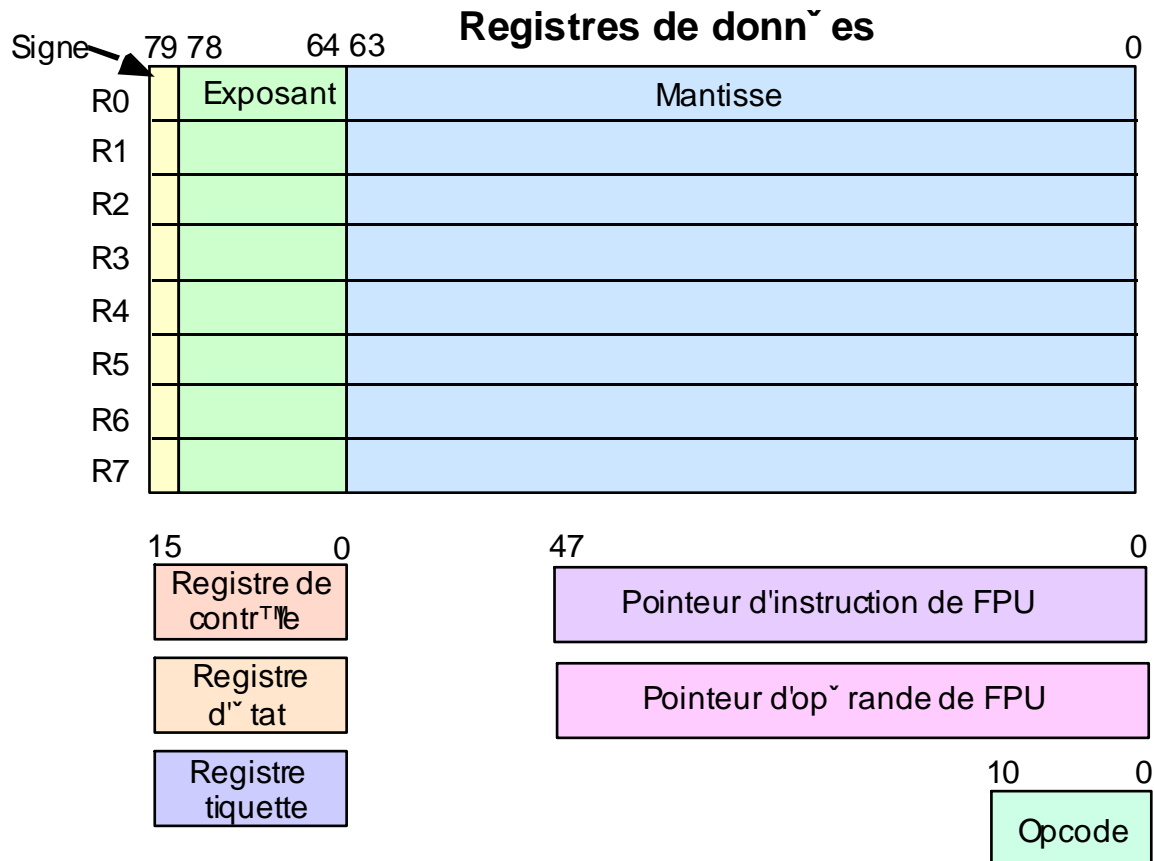 Registres de donnˇ es
Signe 79 78 64 63 0
R0 Exposant Mantisse
R1
R2
R3
R4
R5
R6
R7
15 0 47 0
Registre de
contr™le
Pointeur d'instruction de FPU
Registre
d'ˇ tat
Pointeur d'opˇ rande de FPU
Registre
tiquette
10 0
Opcode